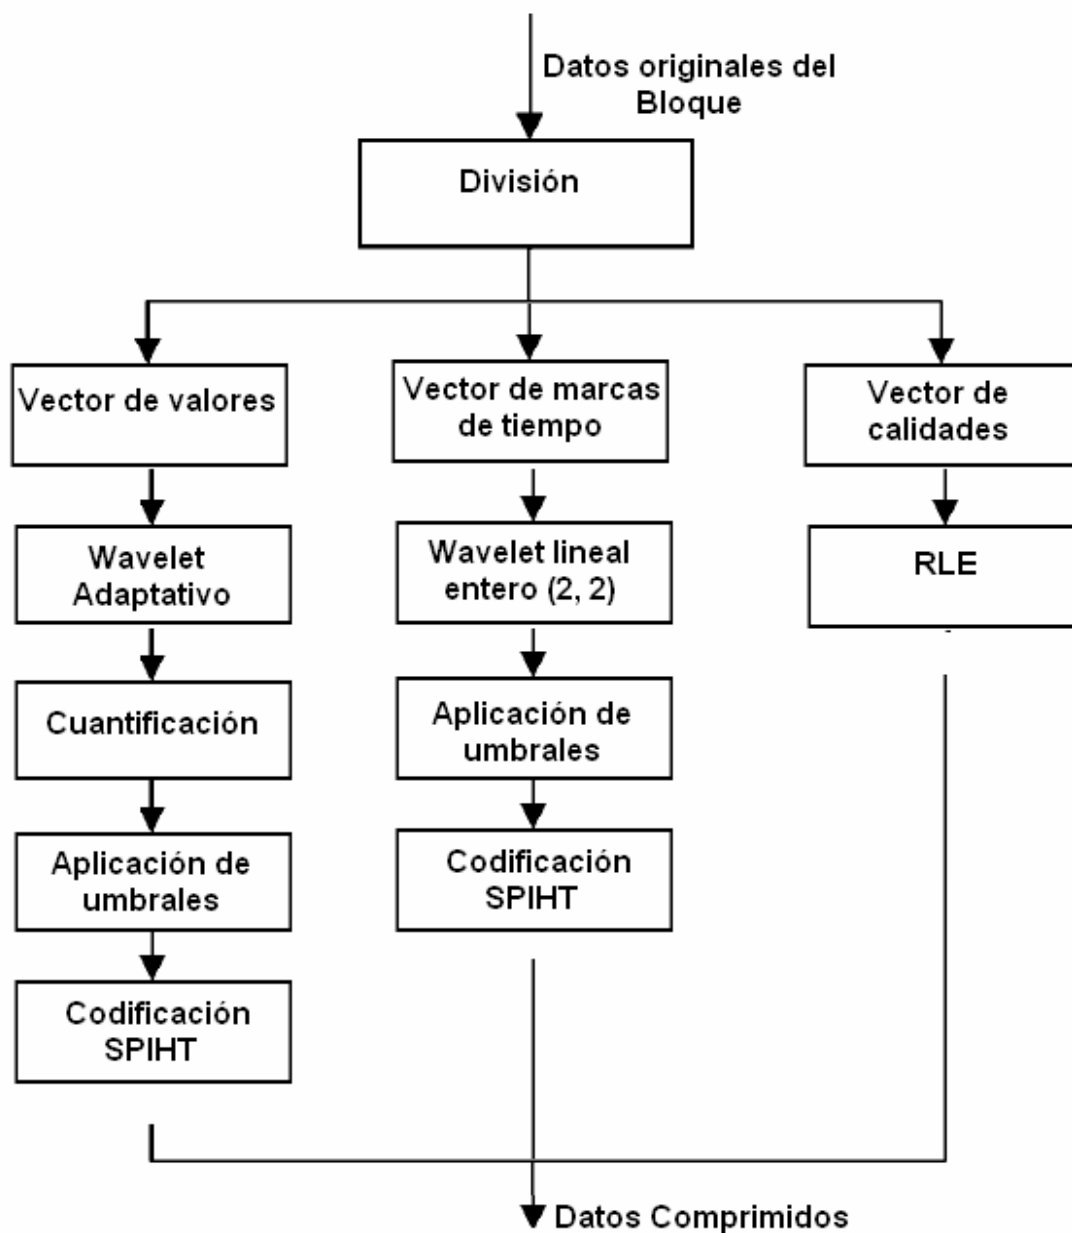 Datos originales del
Bloque
División
Vector de valores
Vector de marcas
de tiempo
Vector de
calidades
Wavelet
Adaptativo
Wavelet lineal
entero (2, 2)
RLE
Cuantificación
Aplicación de
umbrales
Aplicación de
umbrales
Codificación
SPIHT
Codificación
SPIHT
Datos Comprimidos